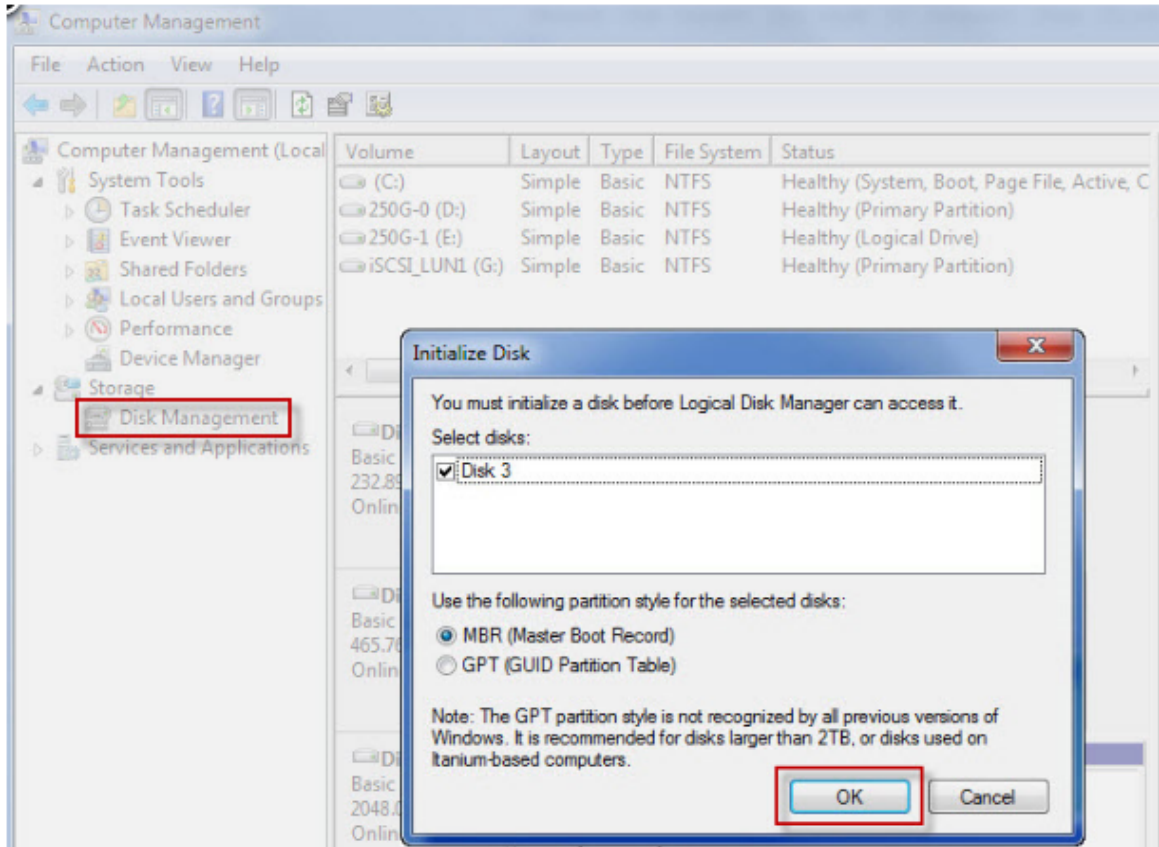 Computer Management
File Action View Help
Computer Management (Local
System Tools
Task Scheduler
Event Viewer
Shared Folders
Local Users and Groups
Performance
Device Manager
Storage
Disk Management
Services and Applications
Volume Layout Type File System Status
(C:) Simple Basic NTFS Healthy (System, Boot, Page File, Active, C
250G-0 (D:) Simple Basic NTFS Healthy (Primary Partition)
250G-1 (E:) Simple Basic NTFS Healthy (Logical Drive)
iSCSI_LUN1 (G:) Simple Basic NTFS Healthy (Primary Partition)
Di
Basic
232.89
Onlin
Di
Basic
465.76
Onlin
Di
Basic
2048.0
Onlin
Initialize Disk
You must initialize a disk before Logical Disk Manager can access it.
Select disks:
Disk 3
Use the following partition style for the selected disks:
MBR (Master Boot Record)
GPT (GUID Partition Table)
Note: The GPT partition style is not recognized by all previous versions of
Windows. It is recommended for disks larger than 2TB, or disks used on
Itanium-based computers.
OK Cancel